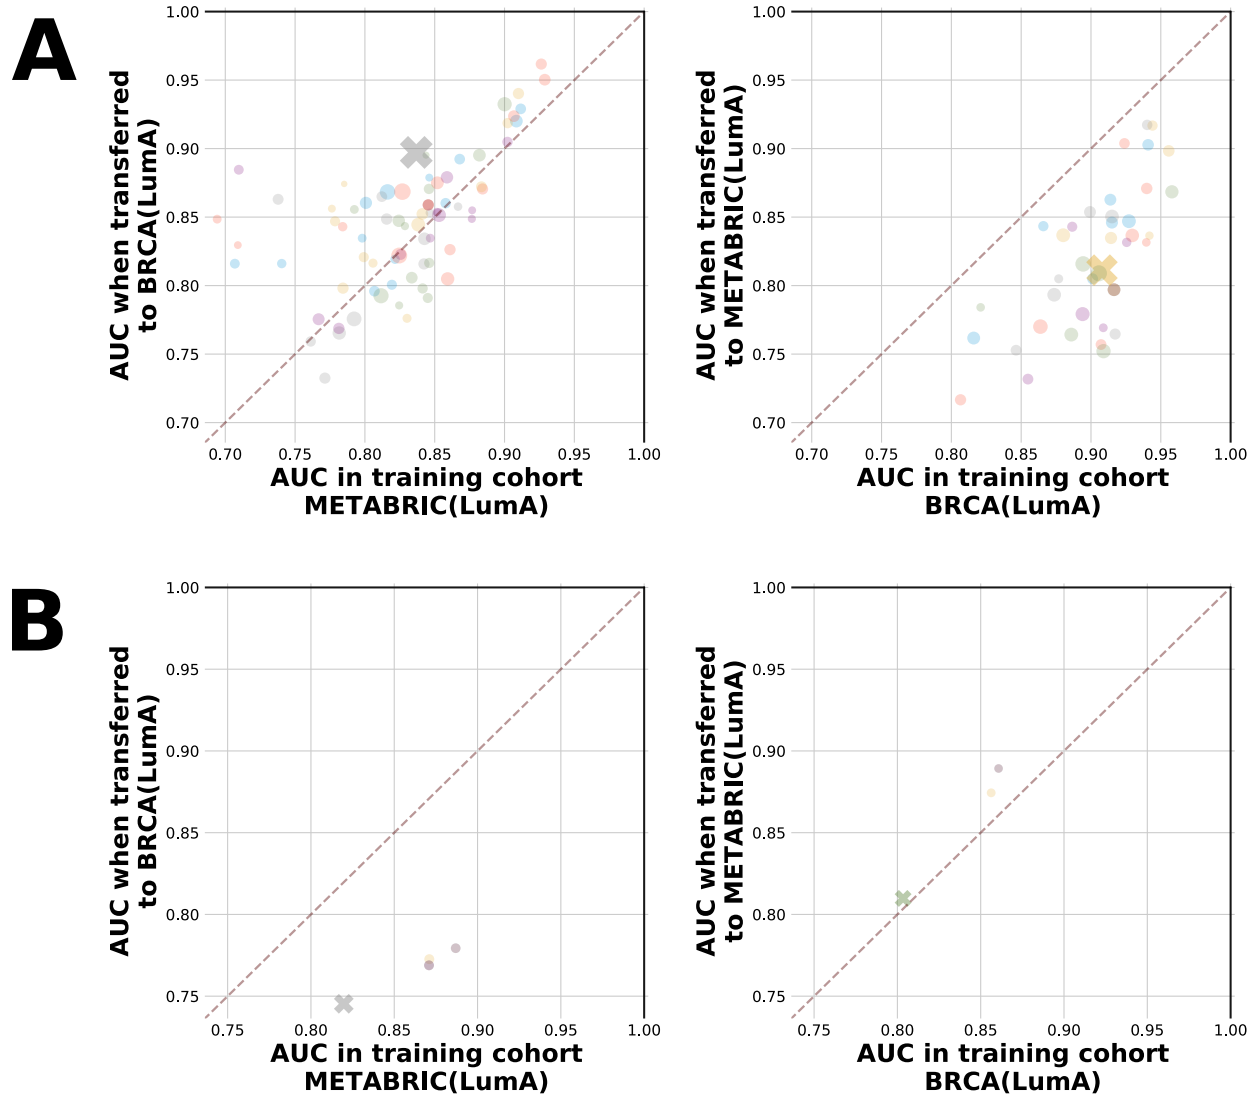 A
1.00
0.95
0.90
0.85
0.80
0.75
0.70
AUC when transferred
to BRCA(LumA)
0.70 0.75 0.80 0.85 0.90 0.95 1.00
AUC in training cohort
METABRIC(LumA)
1.00
0.95
0.90
0.85
0.80
0.75
0.70
AUC when transferred
to METABRIC(LumA)
0.70 0.75 0.80 0.85 0.90 0.95 1.00
AUC in training cohort
BRCA(LumA)
B
1.00
0.95
0.90
0.85
0.80
0.75
AUC when transferred
to BRCA(LumA)
0.75 0.80 0.85 0.90 0.95 1.00
AUC in training cohort
METABRIC(LumA)
1.00
0.95
0.90
0.85
0.80
0.75
AUC when transferred
to METABRIC(LumA)
0.75 0.80 0.85 0.90 0.95 1.00
AUC in training cohort
BRCA(LumA)